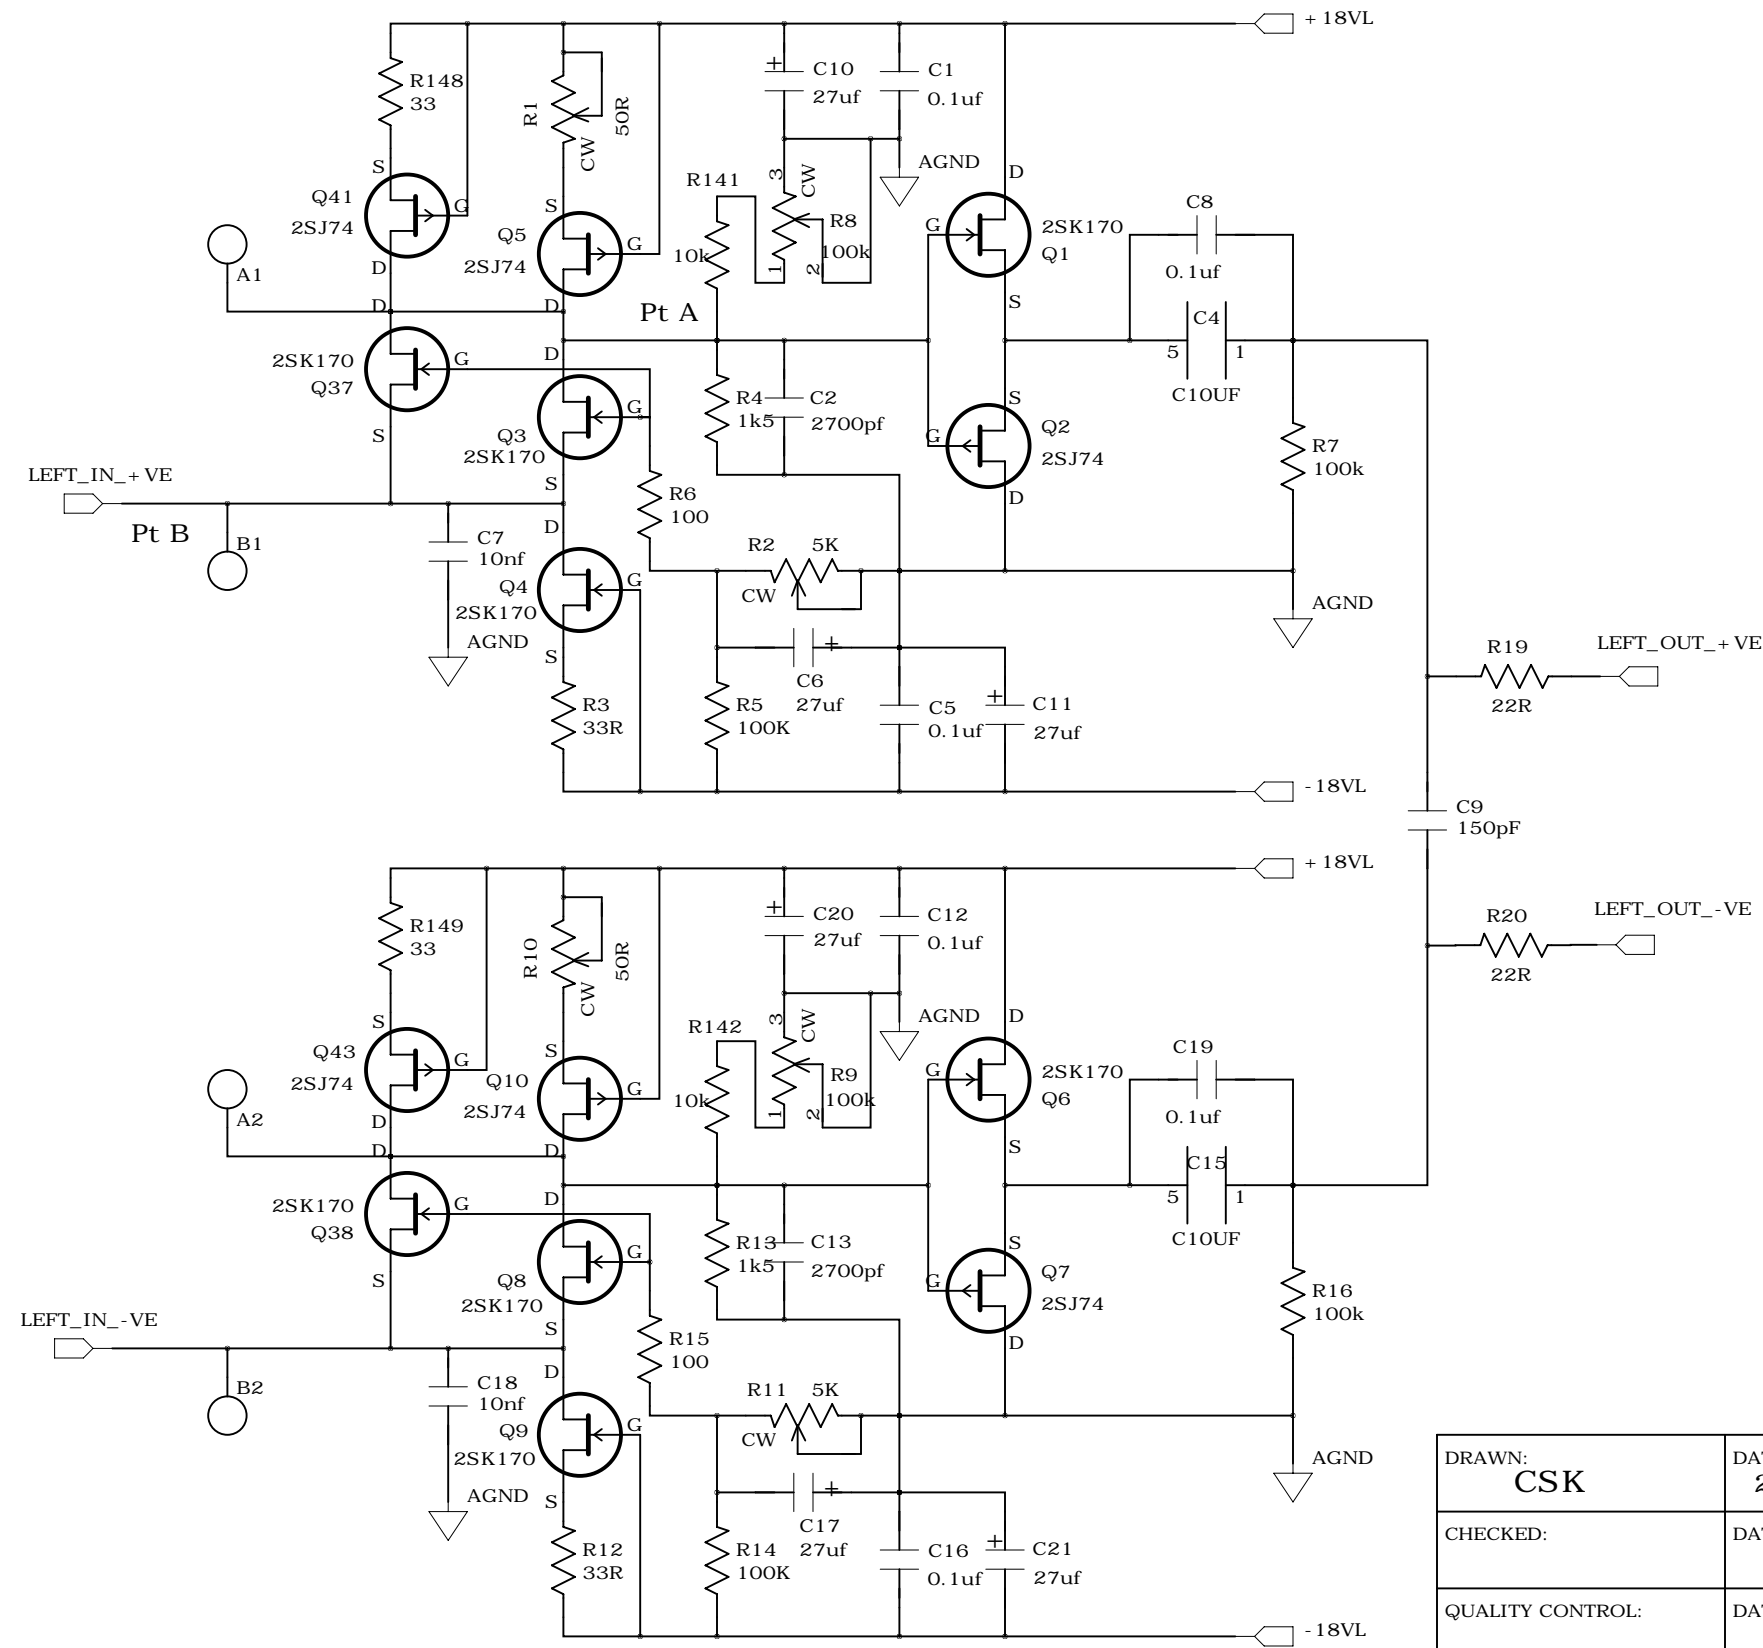 +18VL
R148
33
R1
50R
CW
C10
27uf
C1
0.1uf
+
S
Q41
2SJ74
G
D
A1
S
Q5
2SJ74
G
D
D
R141
10k
3
CW
R8
100k
1
2
AGND
D
G
2SK170
Q1
S
C8
0.1uf
C4
5
1
C10UF
Pt A
2SK170
Q37
G
S
D
Q3
2SK170
G
S
R4
1k5
C2
2700pf
S
Q2
2SJ74
G
D
R7
100k
LEFT_IN_+VE
Pt B
B1
C7
10nf
AGND
D
Q4
2SK170
G
S
R6
100
R2
5K
CW
AGND
R3
33R
C6
27uf
+
R5
100K
C5
0.1uf
+
C11
27uf
-18VL
R19
22R
LEFT_OUT_+VE
C9
150pF
+18VL
R149
33
R10
50R
CW
+
C20
27uf
C12
0.1uf
R20
22R
LEFT_OUT_-VE
S
Q43
2SJ74
G
D
A2
S
Q10
2SJ74
G
D
R142
10k
3
CW
R9
100k
1
2
AGND
D
G
2SK170
Q6
S
C19
0.1uf
C15
5
1
C10UF
2SK170
Q38
G
S
D
Q8
2SK170
G
S
R13
1k5
C13
2700pf
S
Q7
2SJ74
G
D
R16
100k
LEFT_IN_-VE
B2
C18
10nf
AGND
D
Q9
2SK170
G
S
R15
100
R11
5K
CW
AGND
R12
33R
C17
27uf
+
R14
100K
C16
0.1uf
+
C21
27uf
-18VL
DRAWN:
CSK
CHECKED:
QUALITY CONTROL: